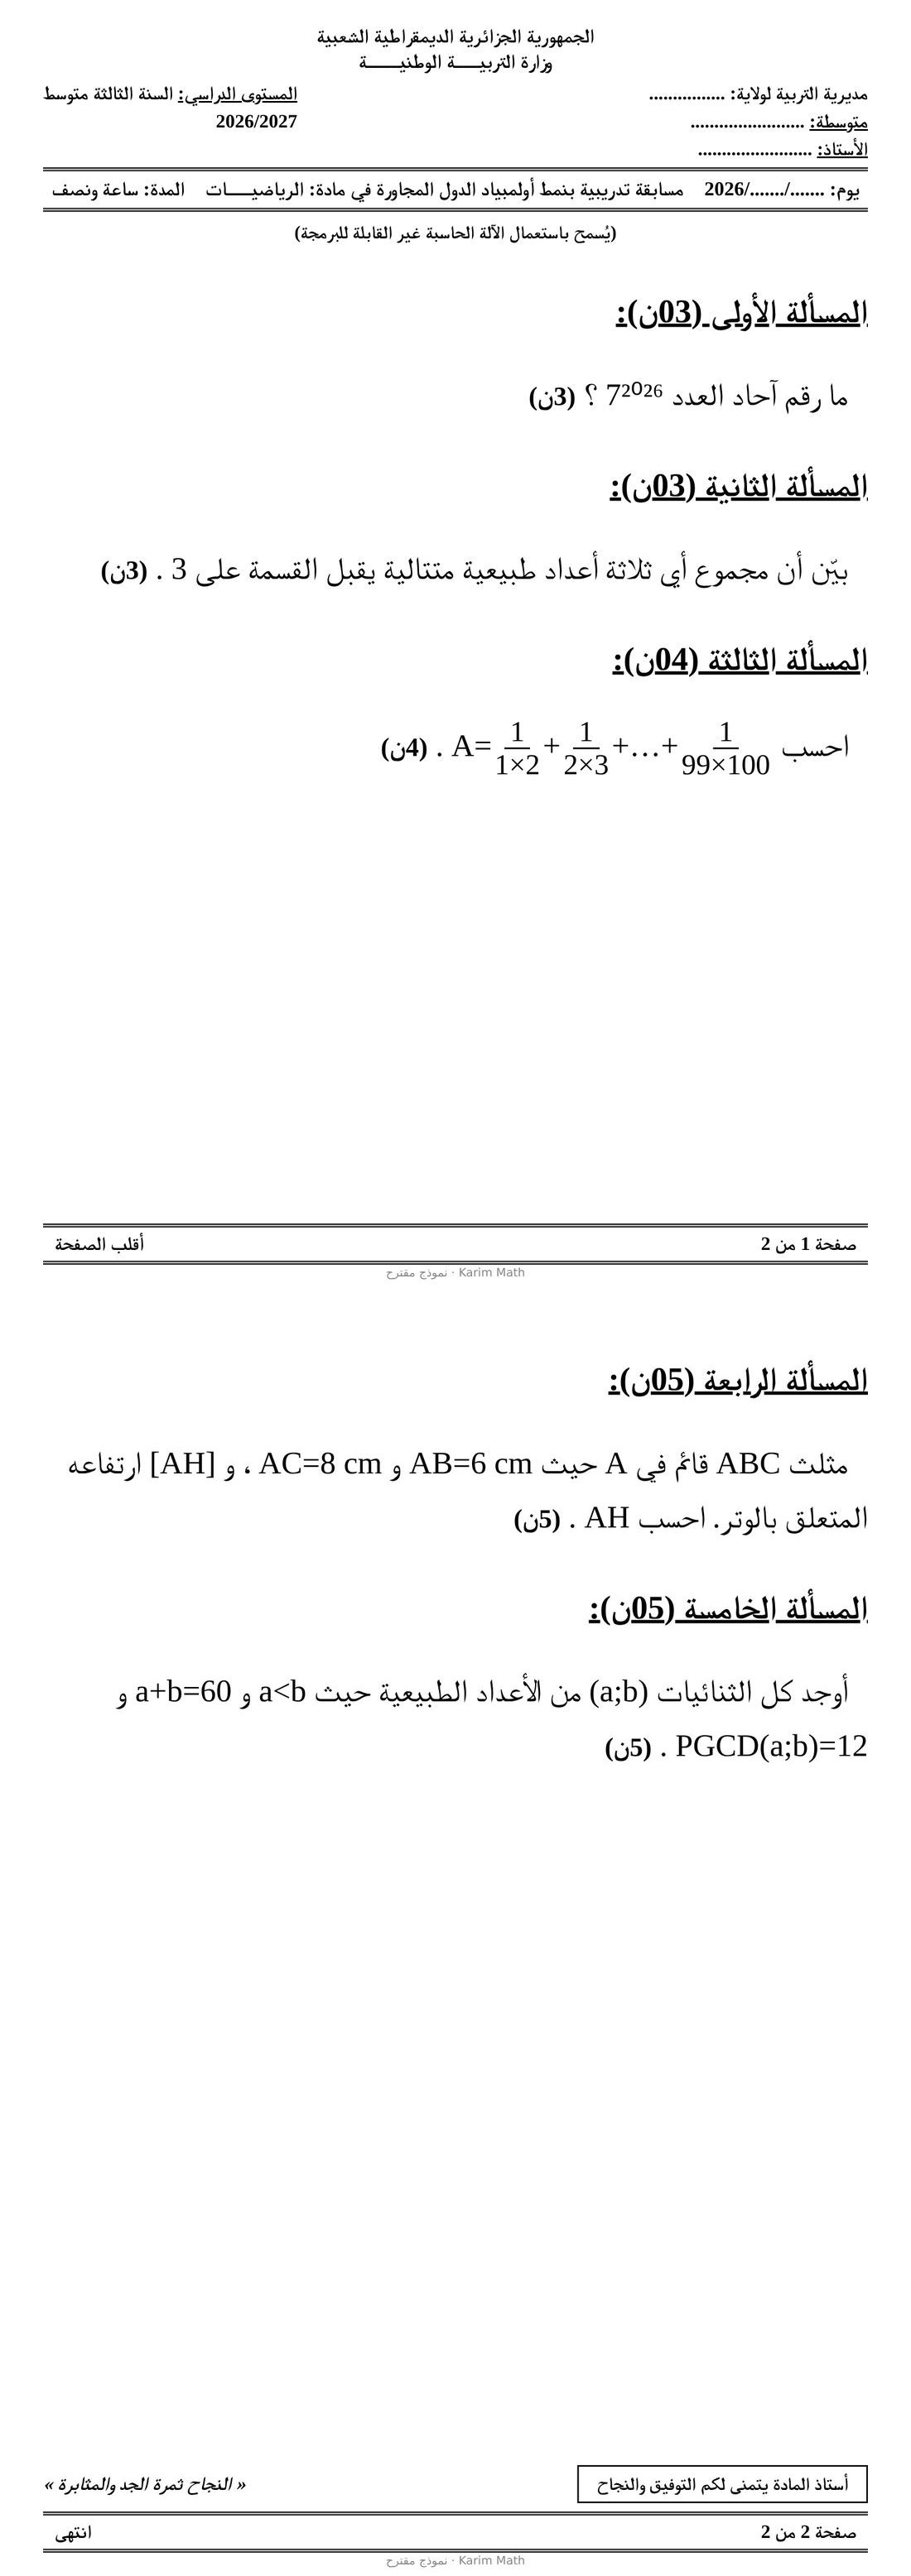 الجمهورية الجزائرية الديمقراطية الشعبية
وزارة التربيـــــة الوطنيـــــــة
مديرية التربية لولاية: ................
المستوى الدراسي: السنة الثالثة متوسط
متوسطة: ........................
2026/2027
الأستاذ: ........................
يوم: ......./......./2026 مسابقة تدريبية بنمط أولمبياد الدول المجاورة في مادة: الرياضيـــــات المدة: ساعة ونصف
(يُسمح باستعمال الآلة الحاسبة غير القابلة للبرمجة)
المسألة الأولى (03ن):
ما رقم آحاد العدد 7²⁰²⁶ ؟ (3ن)
المسألة الثانية (03ن):
بيّن أن مجموع أي ثلاثة أعداد طبيعية متتالية يقبل القسمة على 3 . (3ن)
المسألة الثالثة (04ن):
احسب A=1/(1×2)+1/(2×3)+…+1/(99×100) . (4ن)
صفحة 1 من 2
أقلب الصفحة
Karim Math · نموذج مقترح
المسألة الرابعة (05ن):
مثلث ABC قائم في A حيث AB=6 cm و AC=8 cm ، و [AH] ارتفاعه
المتعلق بالوتر. احسب AH . (5ن)
المسألة الخامسة (05ن):
أوجد كل الثنائيات (a;b) من الأعداد الطبيعية حيث a<b و a+b=60 و
PGCD(a;b)=12 . (5ن)
أستاذ المادة يتمنى لكم التوفيق والنجاح
« النجاح ثمرة الجد والمثابرة »
صفحة 2 من 2
انتهى
Karim Math · نموذج مقترح